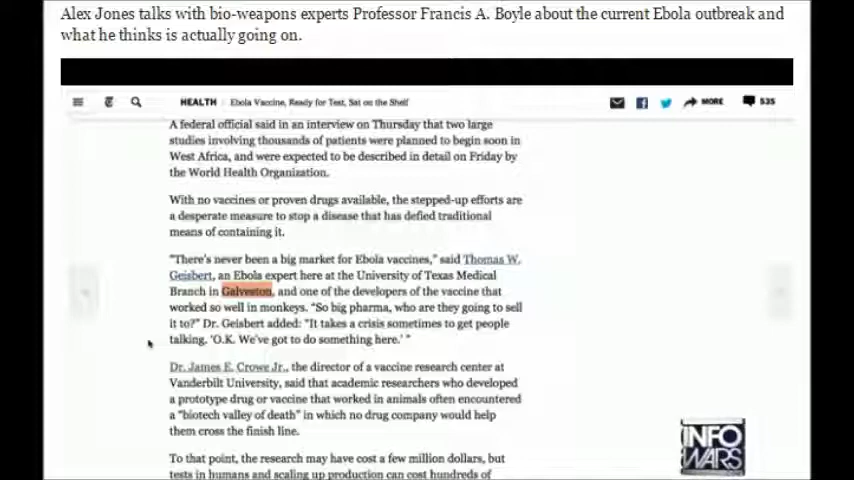 Alex Jones talks with bio-weapons experts Professor Francis A. Boyle about the current Ebola outbreak and
what he thinks is actually going on.
HEALTH | Ebola Vaccine, Ready for Test, Sat on the Shelf MORE 535
A federal official said in an interview on Thursday that two large
studies involving thousands of patients were planned to begin soon in
West Africa, and were expected to be described in detail on Friday by
the World Health Organization.
With no vaccines or proven drugs available, the stepped-up efforts are
a desperate measure to stop a disease that has defied traditional
means of containing it.
“There’s never been a big market for Ebola vaccines,” said Thomas W.
Geisbert, an Ebola expert here at the University of Texas Medical
Branch in Galveston, and one of the developers of the vaccine that
worked so well in monkeys. “So big pharma, who are they going to sell
it to?” Dr. Geisbert added: “It takes a crisis sometimes to get people
talking. ‘O.K. We’ve got to do something here.’ ”
Dr. James E. Crowe Jr., the director of a vaccine research center at
Vanderbilt University, said that academic researchers who developed
a prototype drug or vaccine that worked in animals often encountered
a “biotech valley of death” in which no drug company would help
them cross the finish line.
To that point, the research may have cost a few million dollars, but
tests in humans and scaling up production can cost hundreds of
INFO
WARS